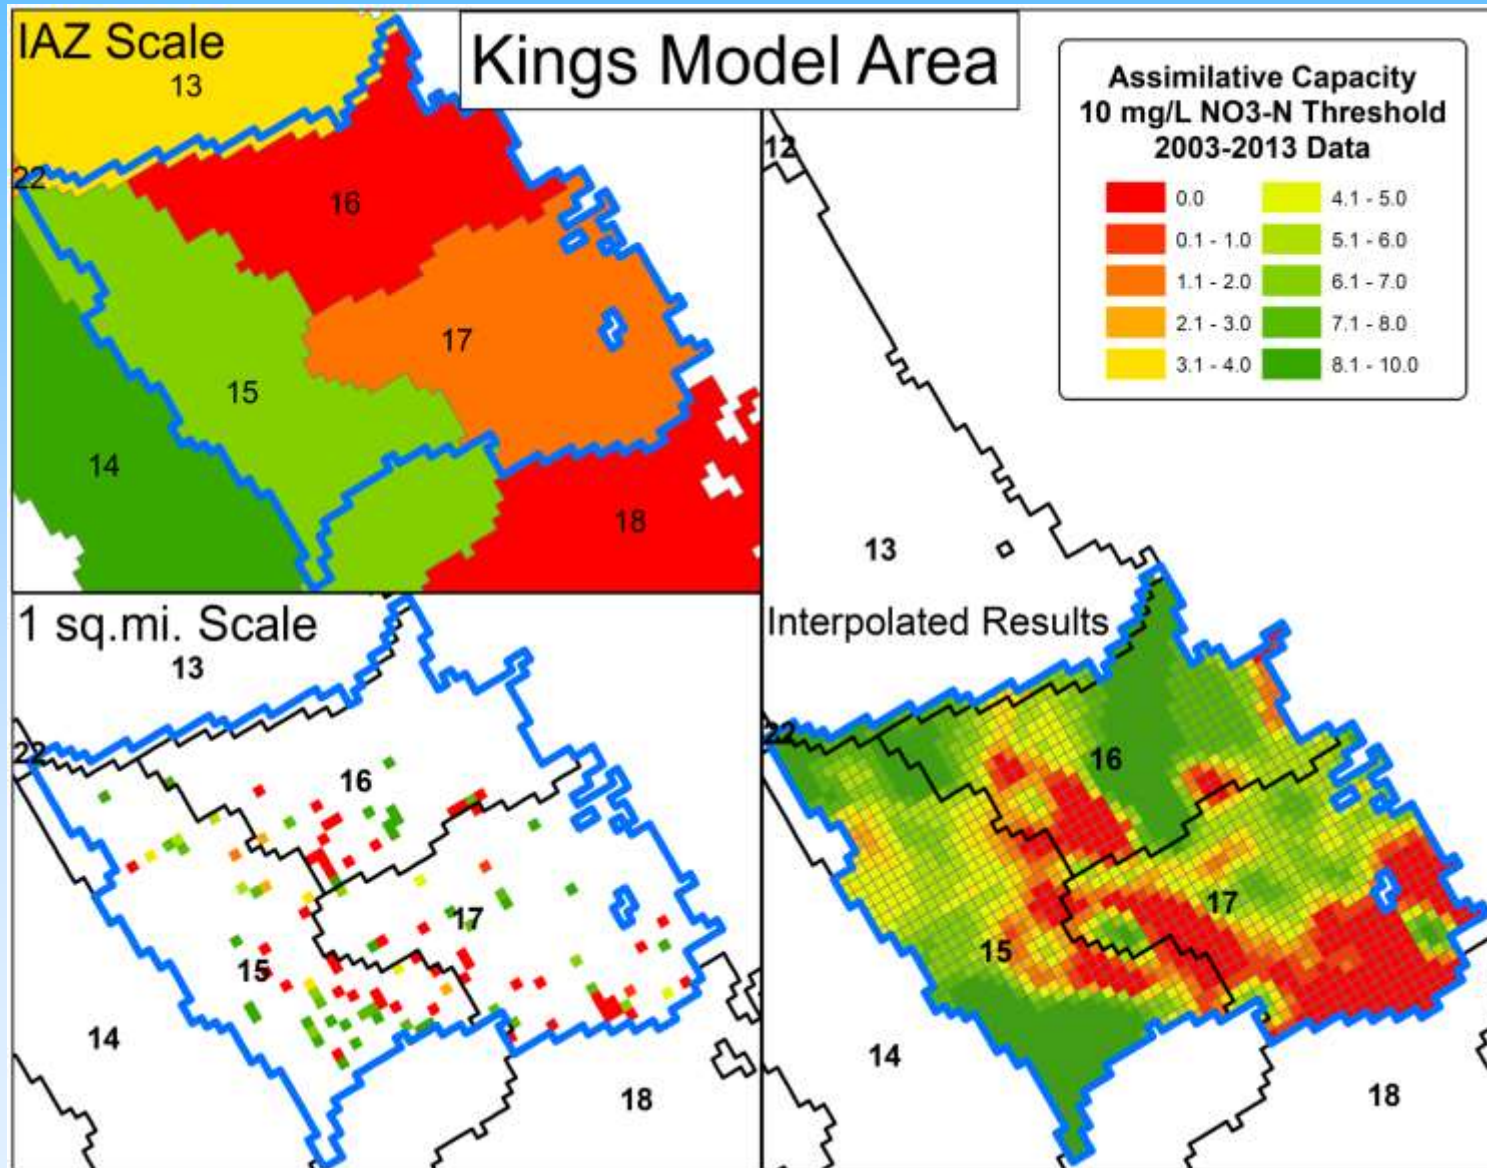 IAZ Scale
13
22
16
17
15
14
18
Kings Model Area
Assimilative Capacity
10 mg/L NO3-N Threshold
2003-2013 Data
0.0
0.1 - 1.0
1.1 - 2.0
2.1 - 3.0
3.1 - 4.0
4.1 - 5.0
5.1 - 6.0
6.1 - 7.0
7.1 - 8.0
8.1 - 10.0
1 sq.mi. Scale
13
22
16
17
15
14
18
12
13
Interpolated Results
22
16
17
15
14
18